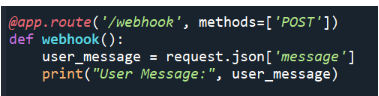 @app.route('/webhook', methods=['POST'])
def webhook():
    user_message = request.json['message']
    print("User Message:", user_message)